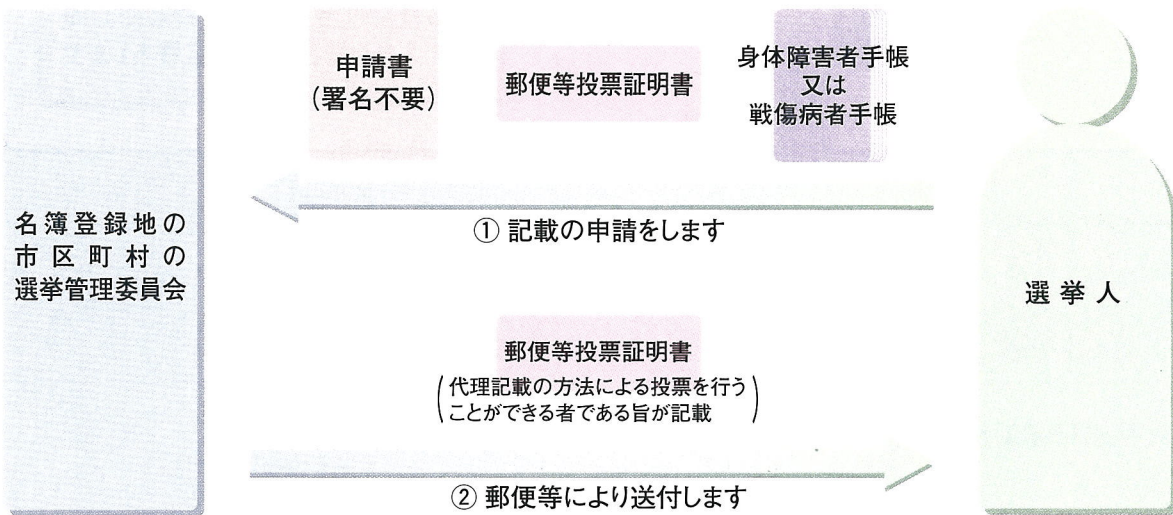 申請書
(署名不要)
郵便等投票証明書
身体障害者手帳
又は
戦傷病者手帳
① 記載の申請をします
名簿登録地の
市区町村の
選挙管理委員会
選挙人
郵便等投票証明書
(代理記載の方法による投票を行う
ことができる者である旨が記載)
② 郵便等により送付します